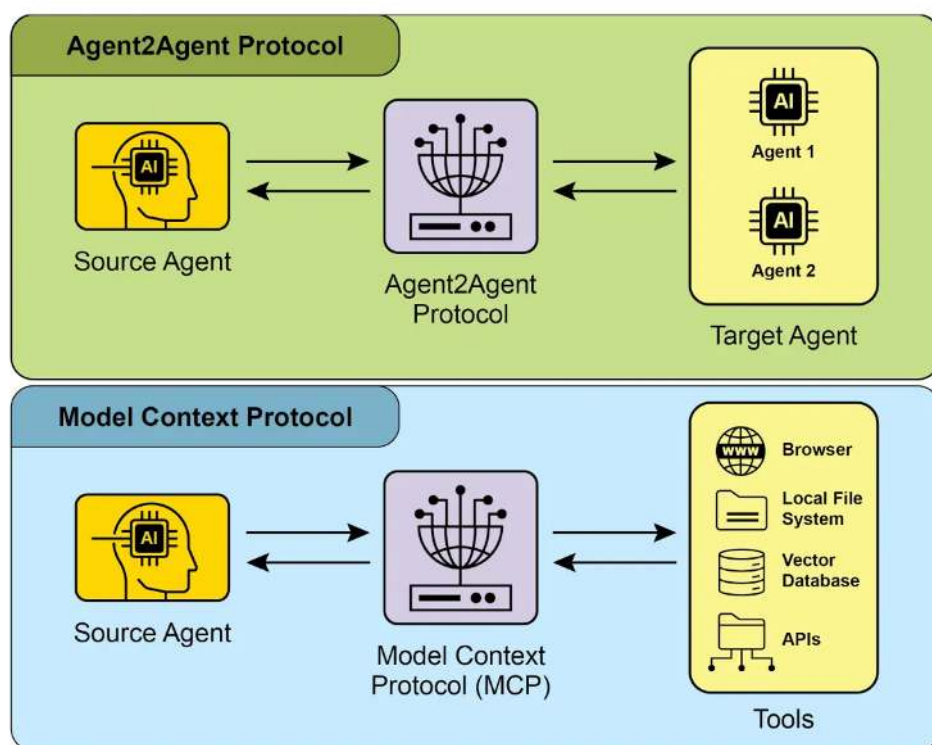 Agent2Agent Protocol
AI
Source Agent
Agent2Agent
Protocol
AI
Agent 1
AI
Agent 2
Target Agent
Model Context Protocol
AI
Source Agent
Model Context
Protocol (MCP)
WWW
Browser
Local File
System
Vector
Database
APIs
Tools